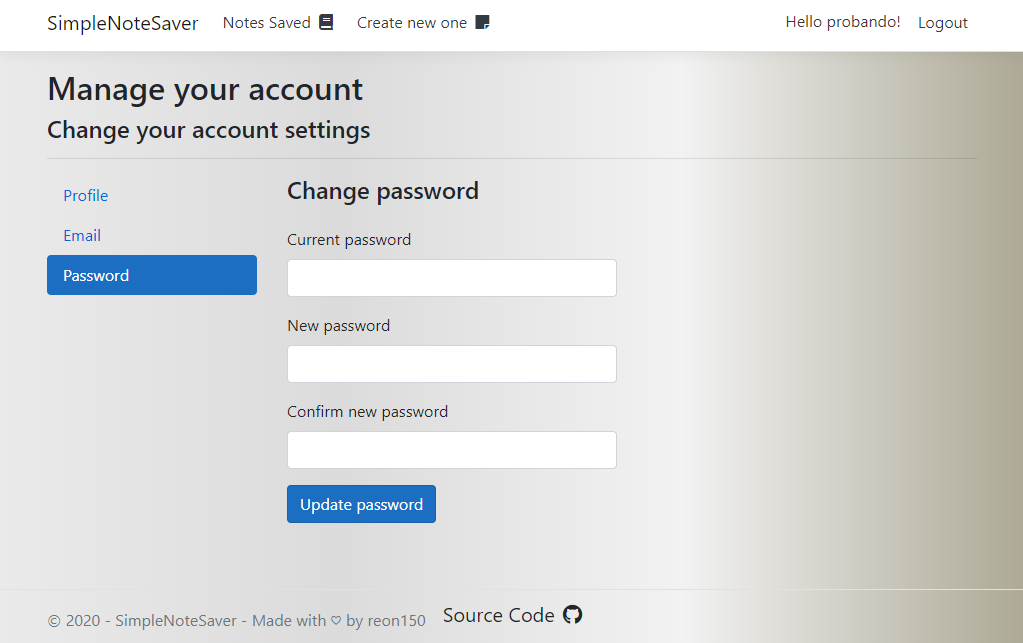 SimpleNoteSaver Notes Saved Create new one Hello probando! Logout
Manage your account
Change your account settings
Profile
Email
Password
Change password
Current password
New password
Confirm new password
Update password
© 2020 - SimpleNoteSaver - Made with ♡ by reon150 Source Code